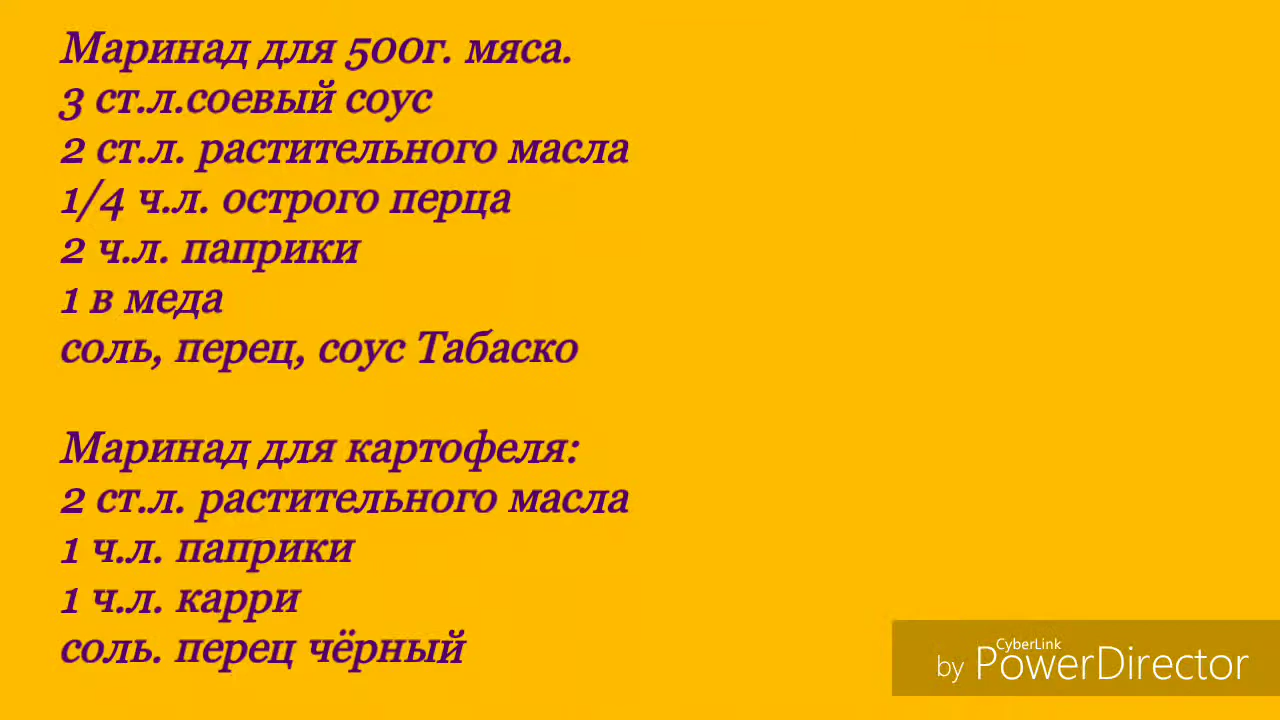 Маринад для 500г. мяса.
3 ст.л.соевый соус
2 ст.л. растительного масла
1/4 ч.л. острого перца
2 ч.л. паприки
1 в меда
соль, перец, соус Табаско
Маринад для картофеля:
2 ст.л. растительного масла
1 ч.л. паприки
1 ч.л. карри
соль. перец чёрный
CyberLink
by PowerDirector